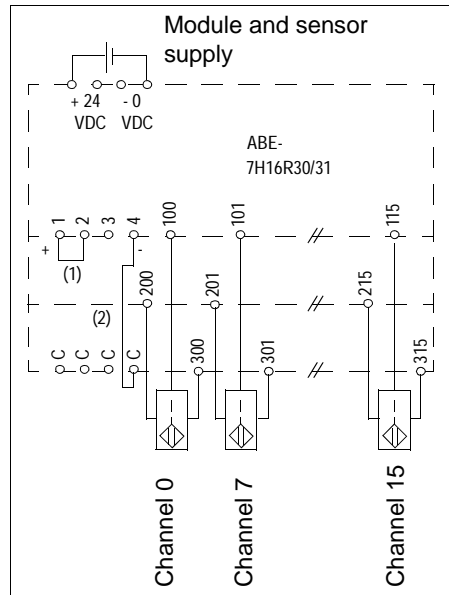 Module and sensor
supply
+ 24 - 0
VDC VDC
ABE-
7H16R30/31
1 2 3 4 100 101 115
+ -
(1)
200 201 215
(2)
C C C C 300 301 315
Channel 0 Channel 7 Channel 15